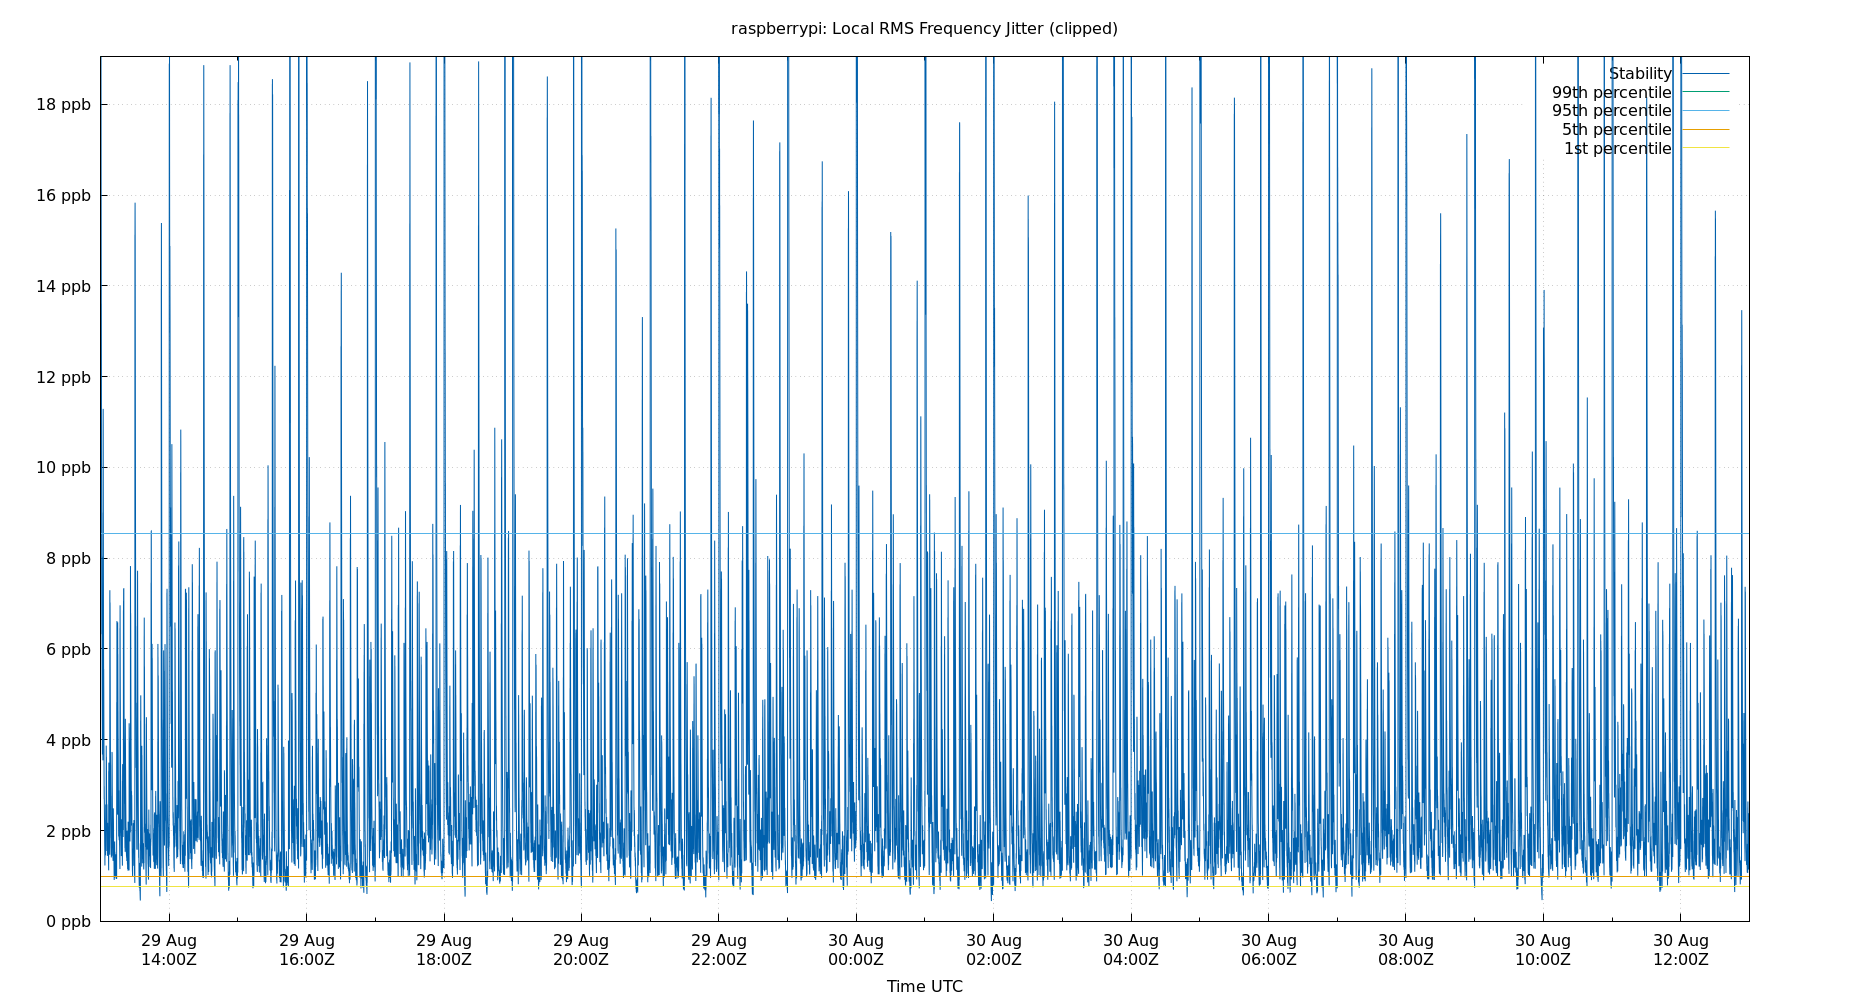 raspberrypi: Local RMS Frequency Jitter (clipped)
Stability
99th percentile
95th percentile
5th percentile
1st percentile
18 ppb
16 ppb
14 ppb
12 ppb
10 ppb
8 ppb
6 ppb
4 ppb
2 ppb
0 ppb
29 Aug 29 Aug 29 Aug 29 Aug 29 Aug 30 Aug 30 Aug 30 Aug 30 Aug 30 Aug 30 Aug 30 Aug
14:00Z 16:00Z 18:00Z 20:00Z 22:00Z 00:00Z 02:00Z 04:00Z 06:00Z 08:00Z 10:00Z 12:00Z
Time UTC